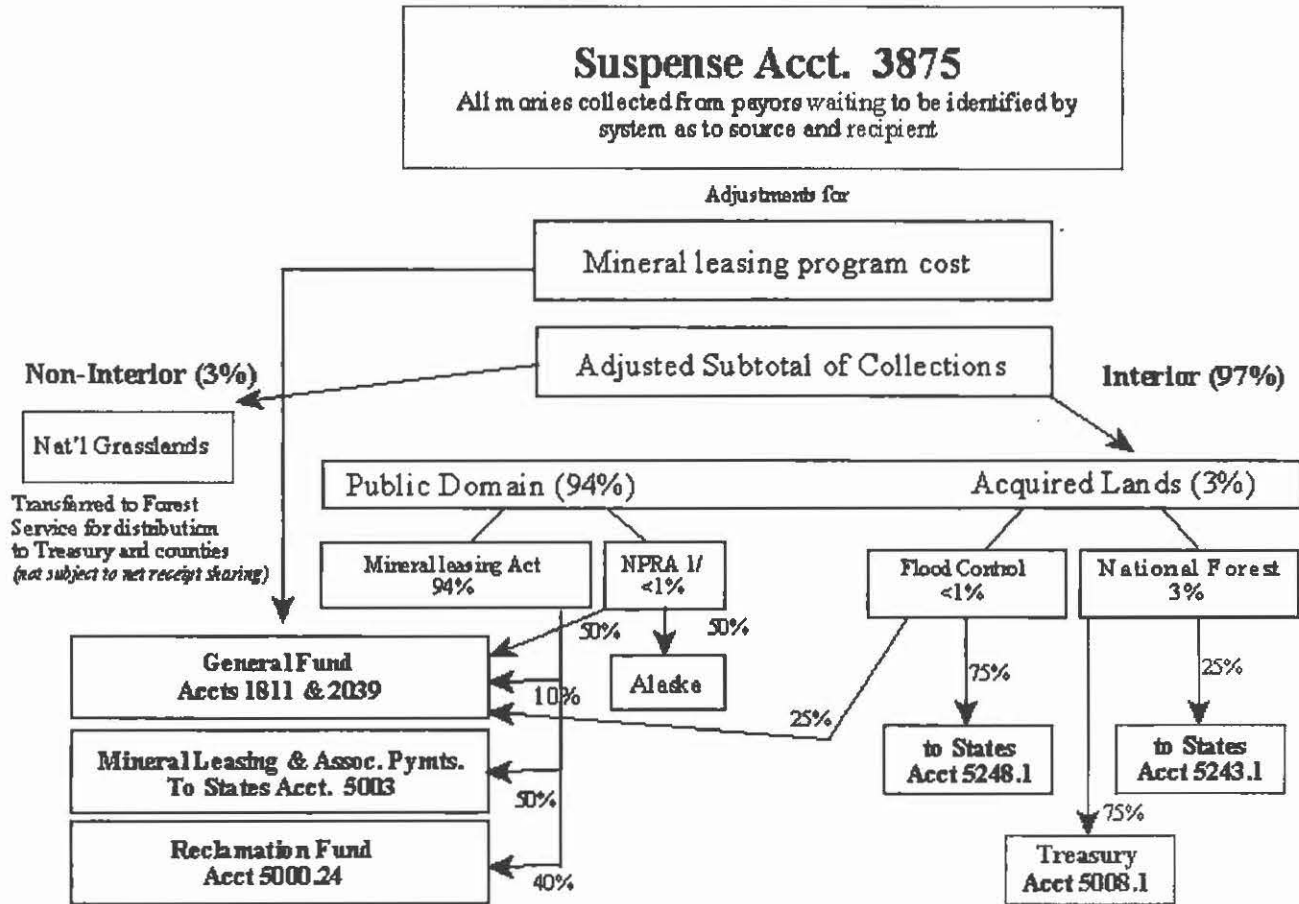 Suspense Acct. 3875
All monies collected from payors waiting to be identified by
system as to source and recipient
Adjustments for
Mineral leasing program cost
Adjusted Subtotal of Collections
Non-Interior (3%)
Interior (97%)
Nat'l Grasslands
Transferred to Forest
Service for distribution
to Treasury and counties
(not subject to net receipt sharing)
Public Domain (94%)
Acquired Lands (3%)
Mineral leasing Act
94%
NPRA 1/
<1%
Flood Control
<1%
National Forest
3%
50%
50%
General Fund
Accts 1811 & 2039
Alaska
10%
25%
75%
25%
Mineral Leasing & Assoc. Pymts.
To States Acct. 5003
50%
to States
Acct 5248.1
to States
Acct 5243.1
75%
Reclamation Fund
Acct 5000.24
40%
Treasury
Acct 5008.1